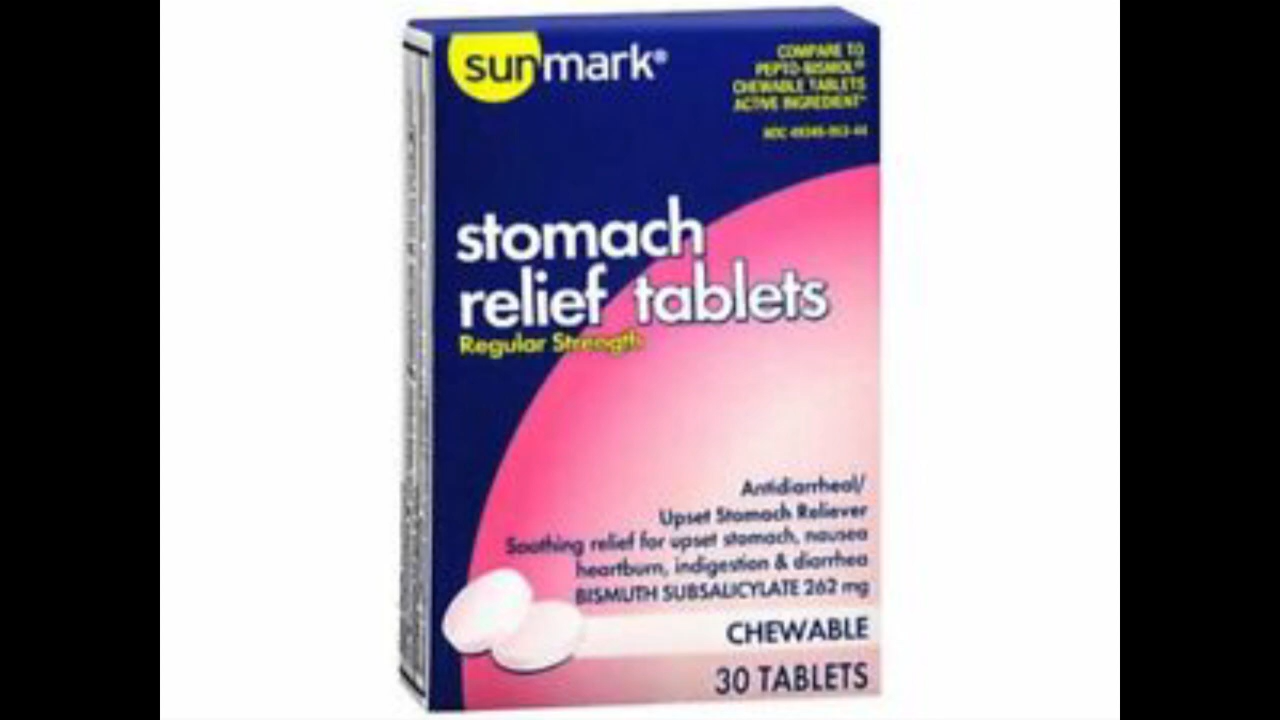 sunmark®
COMPARE TO
PEPTO-BISMOL®
CHEWABLE TABLETS
ACTIVE INGREDIENT*
NDC
stomach
relief tablets
Regular Strength
Antidiarrheal/
Upset Stomach Reliever
Soothing relief for upset stomach, nausea
heartburn, indigestion & diarrhea
BISMUTH SUBSALICYLATE 262 mg
CHEWABLE
30 TABLETS